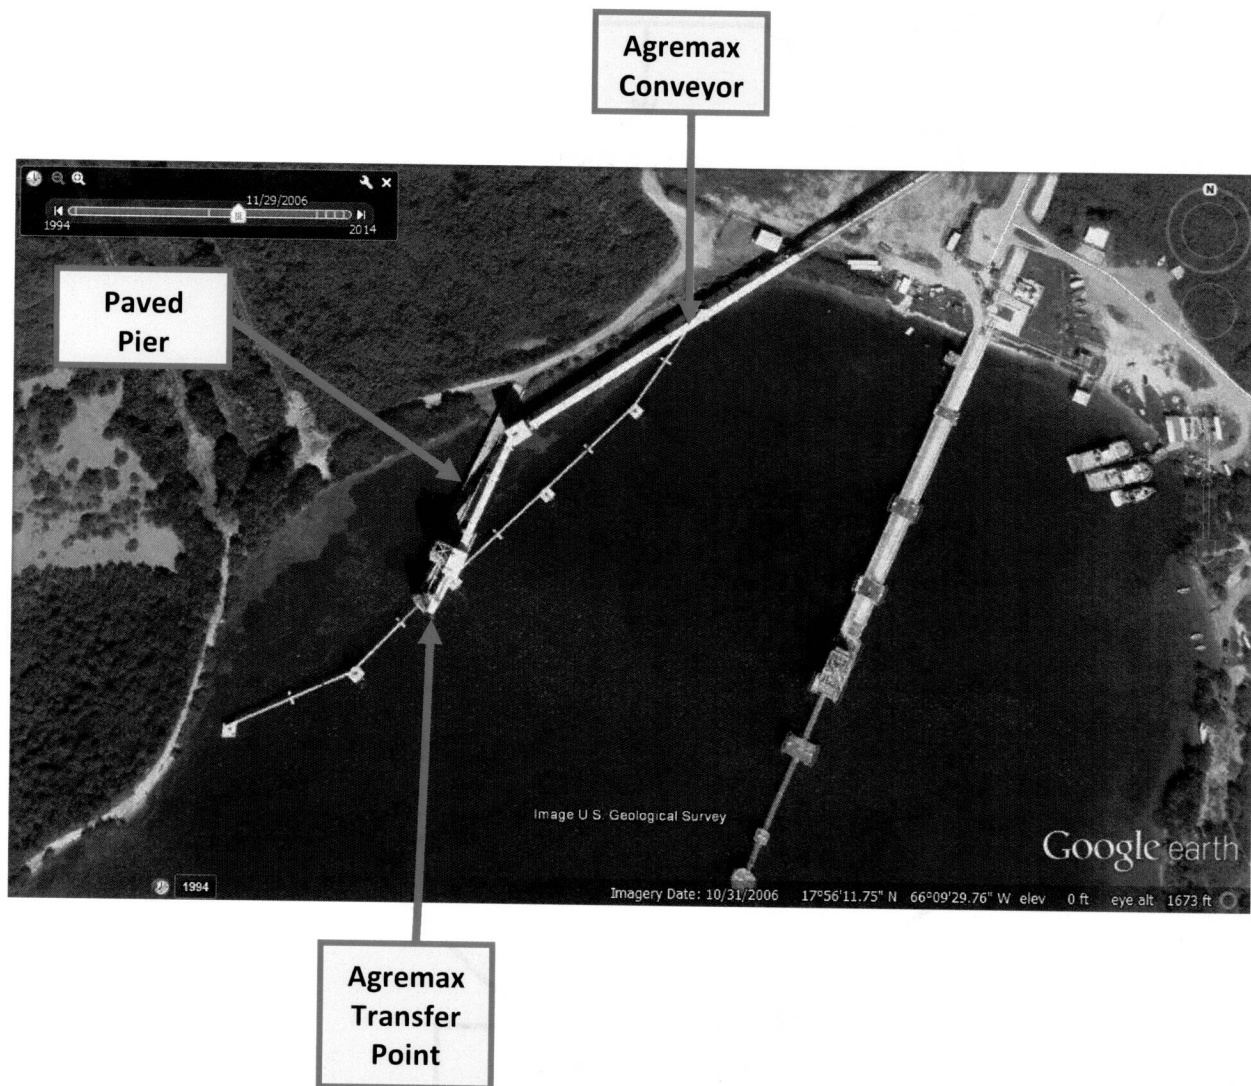 Agremax
Conveyor
11/29/2006
1994
2014
N
Paved
Pier
Image U S. Geological Survey
Google earth
1994
Imagery Date: 10/31/2006 17°56'11.75" N 66°09'29.76" W elev 0 ft eye alt 1673 ft
Agremax
Transfer
Point